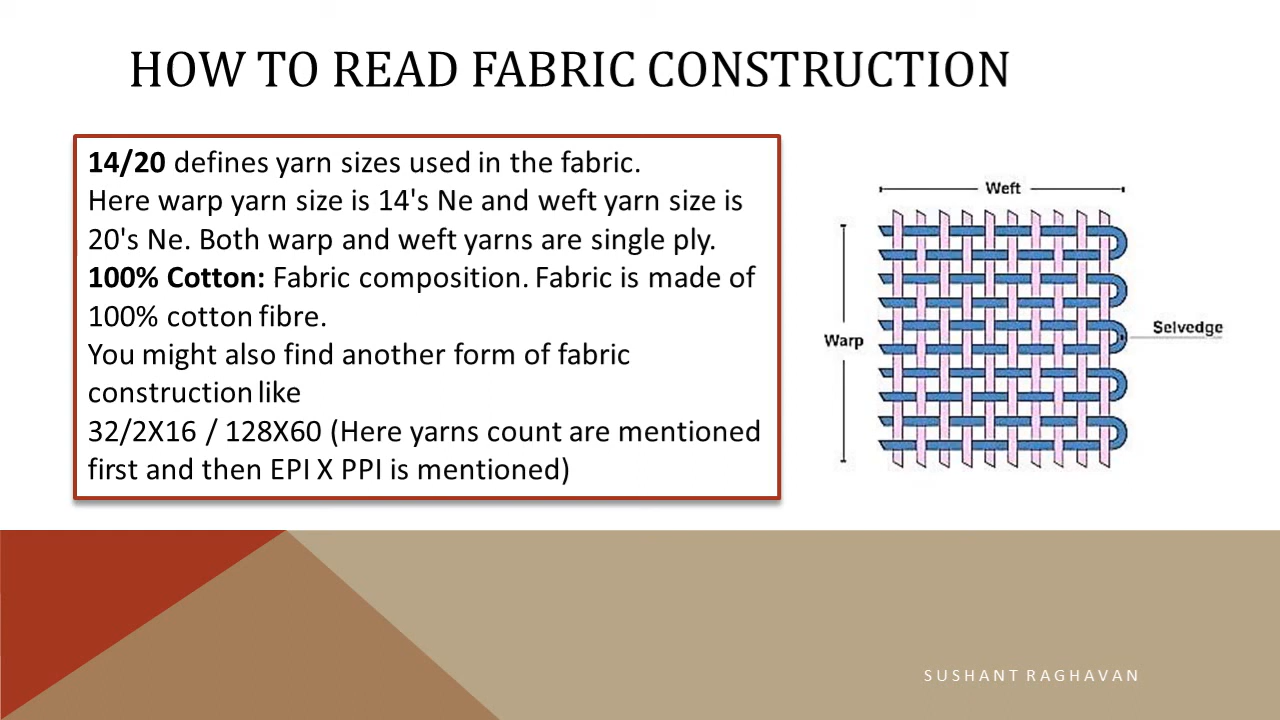 HOW TO READ FABRIC CONSTRUCTION
14/20 defines yarn sizes used in the fabric.
Here warp yarn size is 14's Ne and weft yarn size is
20's Ne. Both warp and weft yarns are single ply.
100% Cotton: Fabric composition. Fabric is made of
100% cotton fibre.
You might also find another form of fabric
construction like
32/2X16 / 128X60 (Here yarns count are mentioned
first and then EPI X PPI is mentioned)
Weft
Warp
Selvedge
SUSHANT RAGHAVAN